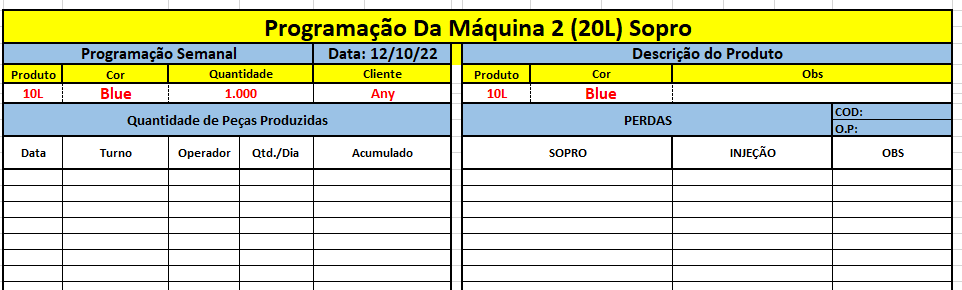 Programação Da Máquina 2 (20L) Sopro
Programação Semanal Data: 12/10/22 Descrição do Produto
Produto Cor Quantidade Cliente Produto Cor Obs
10L Blue 1.000 Any 10L Blue
Quantidade de Peças Produzidas PERDAS COD:
O.P:
Data Turno Operador Qtd./Dia Acumulado SOPRO INJEÇÃO OBS